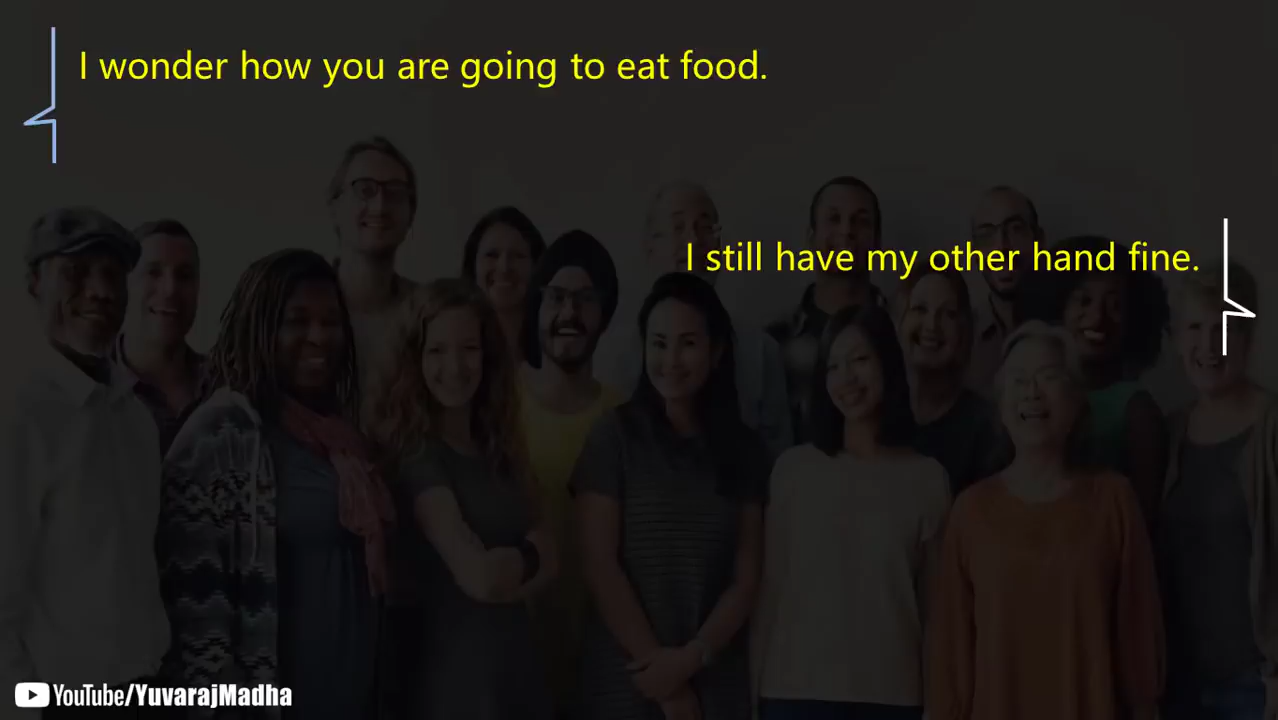 I wonder how you are going to eat food.
I still have my other hand fine.
YouTube/YuvarajMadha